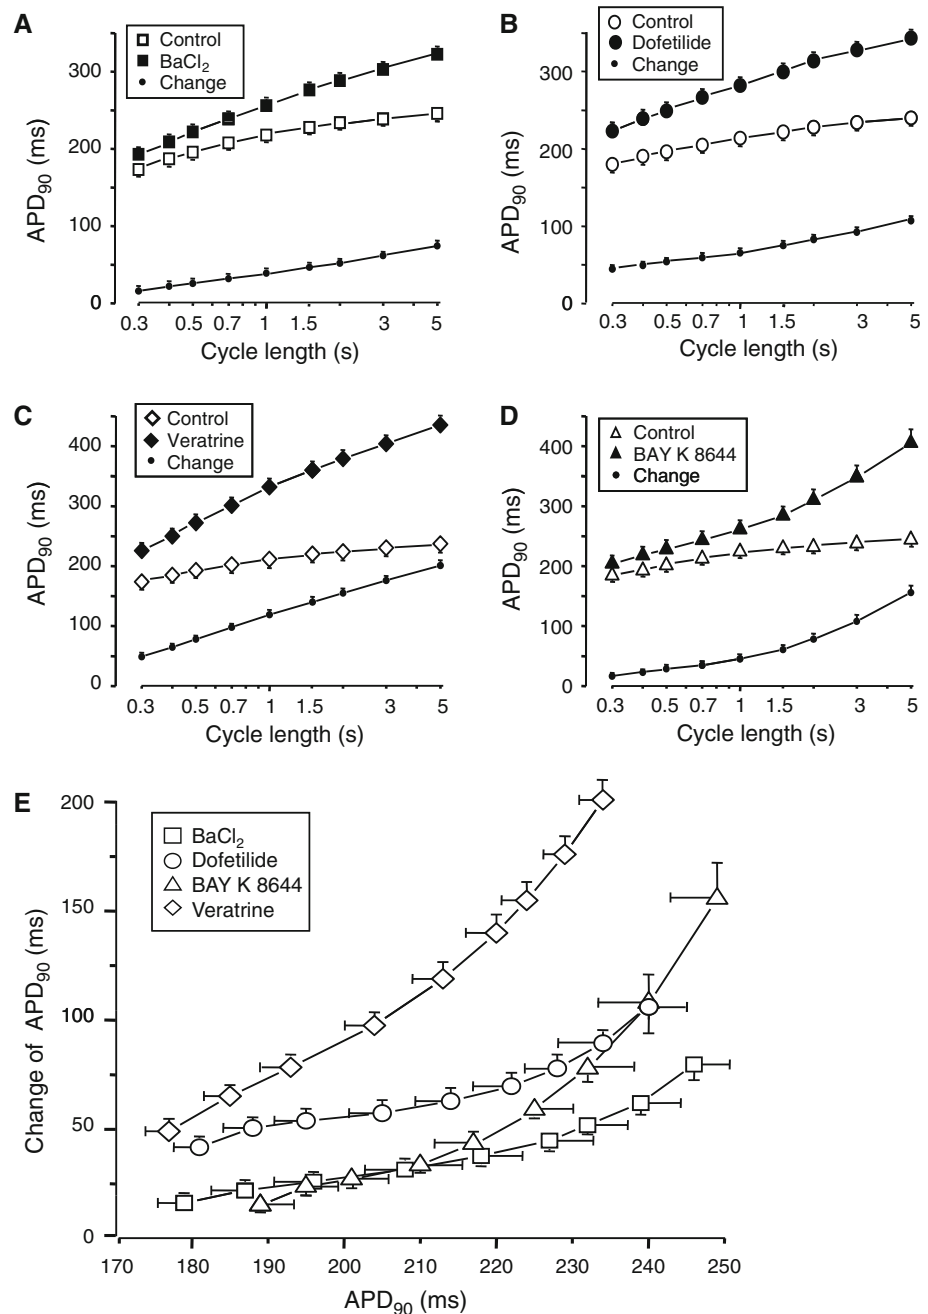 A
Control
BaCl2
Change
APD90 (ms)
300
200
100
0
0.3 0.5 0.7 1 1.5 3 5
Cycle length (s)
B
Control
Dofetilide
Change
APD90 (ms)
300
200
100
0
0.3 0.5 0.7 1 1.5 3 5
Cycle length (s)
C
Control
Veratrine
Change
APD90 (ms)
400
300
200
100
0
0.3 0.5 0.7 1 1.5 3 5
Cycle length (s)
D
Control
BAY K 8644
Change
APD90 (ms)
400
300
200
100
0
0.3 0.5 0.7 1 3 5
Cycle length (s)
E
BaCl2
Dofetilide
BAY K 8644
Veratrine
Change of APD90 (ms)
200
150
100
50
0
170 180 190 200 210 220 230 240 250
APD90 (ms)